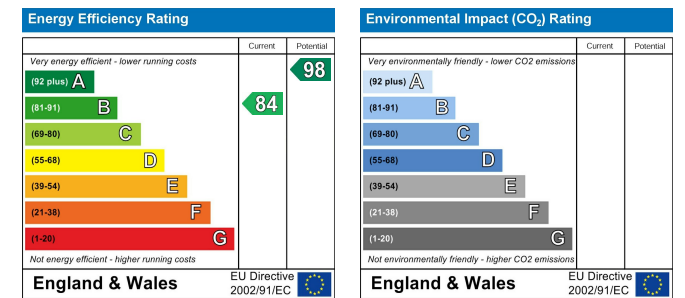 Energy Efficiency Rating
Current Potential
Very energy efficient - lower running costs
(92 plus) A
98
(81-91) B
84
(69-80) C
(55-68) D
(39-54) E
(21-38) F
(1-20) G
Not energy efficient - higher running costs
England & Wales
EU Directive
2002/91/EC
Environmental Impact (CO₂) Rating
Current Potential
Very environmentally friendly - lower CO2 emissions
(92 plus) A
(81-91) B
(69-80) C
(55-68) D
(39-54) E
(21-38) F
(1-20) G
Not environmentally friendly - higher CO2 emissions
England & Wales
EU Directive
2002/91/EC